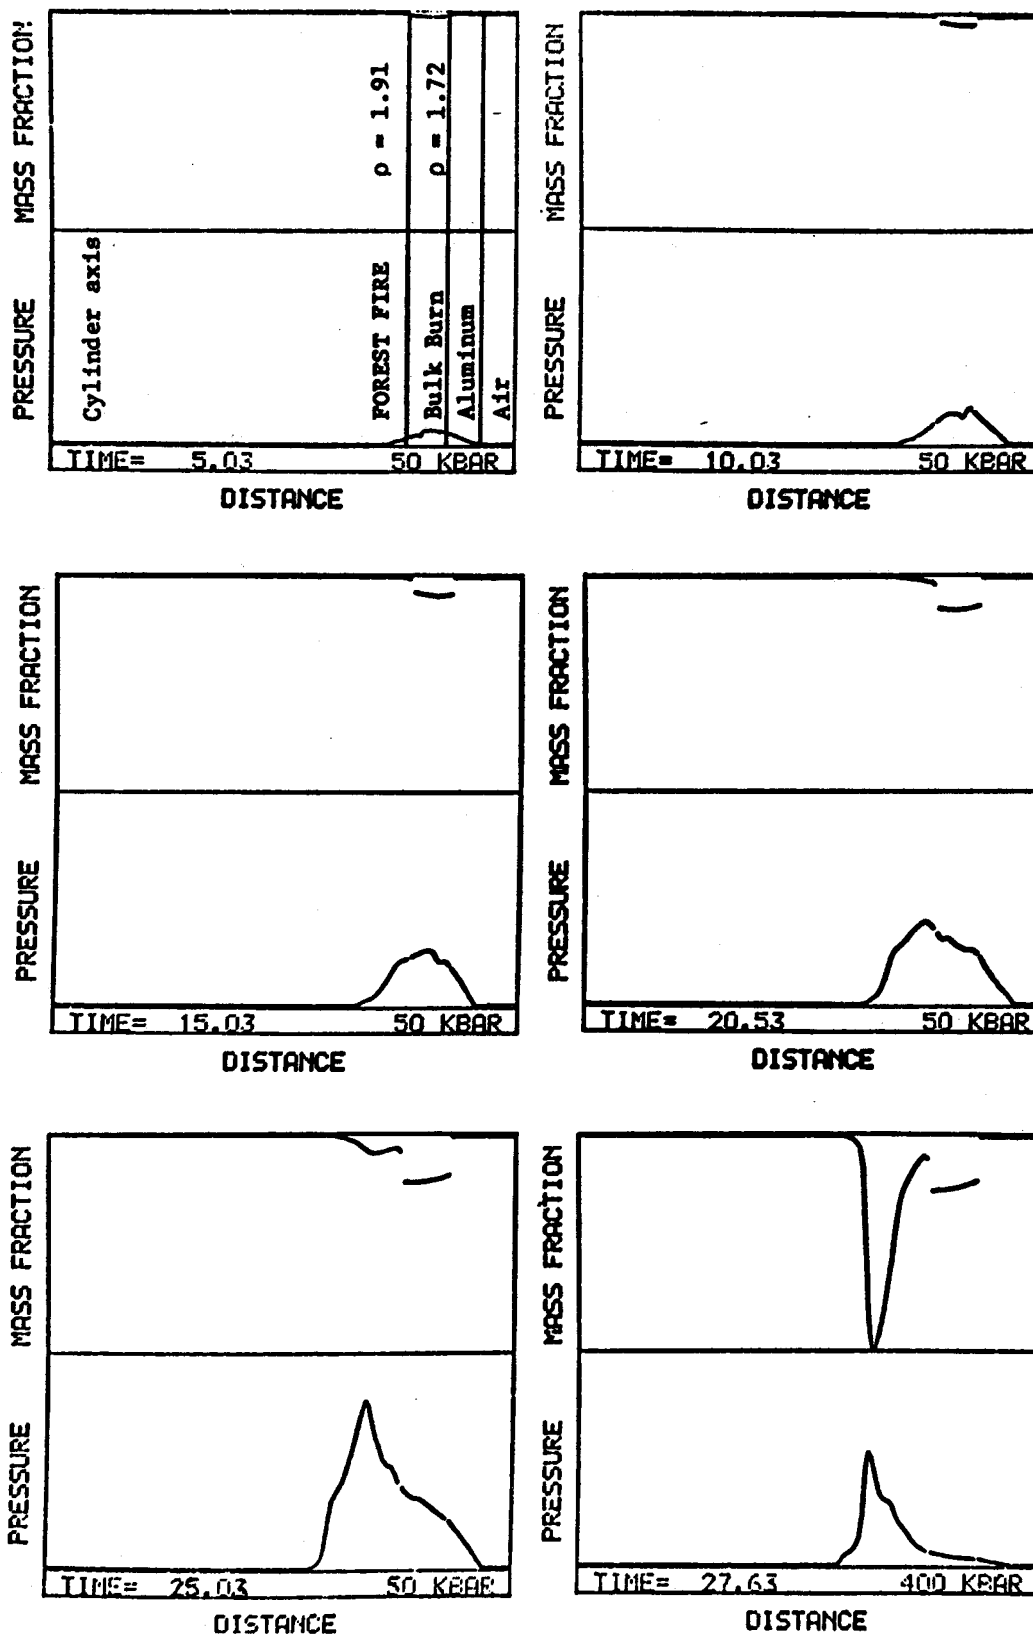 MASS FRACTION
PRESSURE
Cylinder axis
FOREST FIRE
ρ = 1.91
Bulk Burn
ρ = 1.72
Aluminum
Air
TIME= 5.03 50 KBAR
DISTANCE
MASS FRACTION
PRESSURE
TIME= 10.03 50 KBAR
DISTANCE
MASS FRACTION
PRESSURE
TIME= 15.03 50 KBAR
DISTANCE
MASS FRACTION
PRESSURE
TIME= 20.53 50 KBAR
DISTANCE
MASS FRACTION
PRESSURE
TIME= 25.03 50 KBAR
DISTANCE
MASS FRACTION
PRESSURE
TIME= 27.63 400 KBAR
DISTANCE